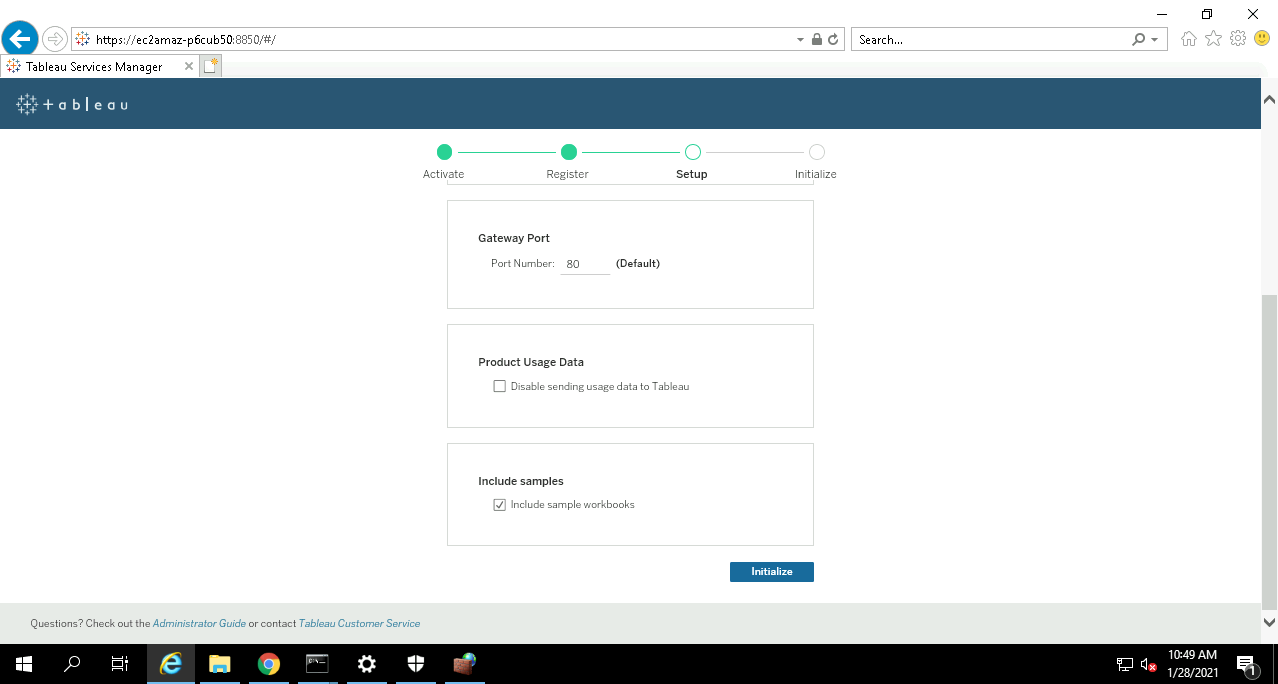 https://ec2amaz-p6cub50:8850/#/
Search...
Tableau Services Manager
tableau
Activate
Register
Setup
Initialize
Gateway Port
Port Number: 80 (Default)
Product Usage Data
Disable sending usage data to Tableau
Include samples
Include sample workbooks
Initialize
Questions? Check out the Administrator Guide or contact Tableau Customer Service
10:49 AM
1/28/2021
1